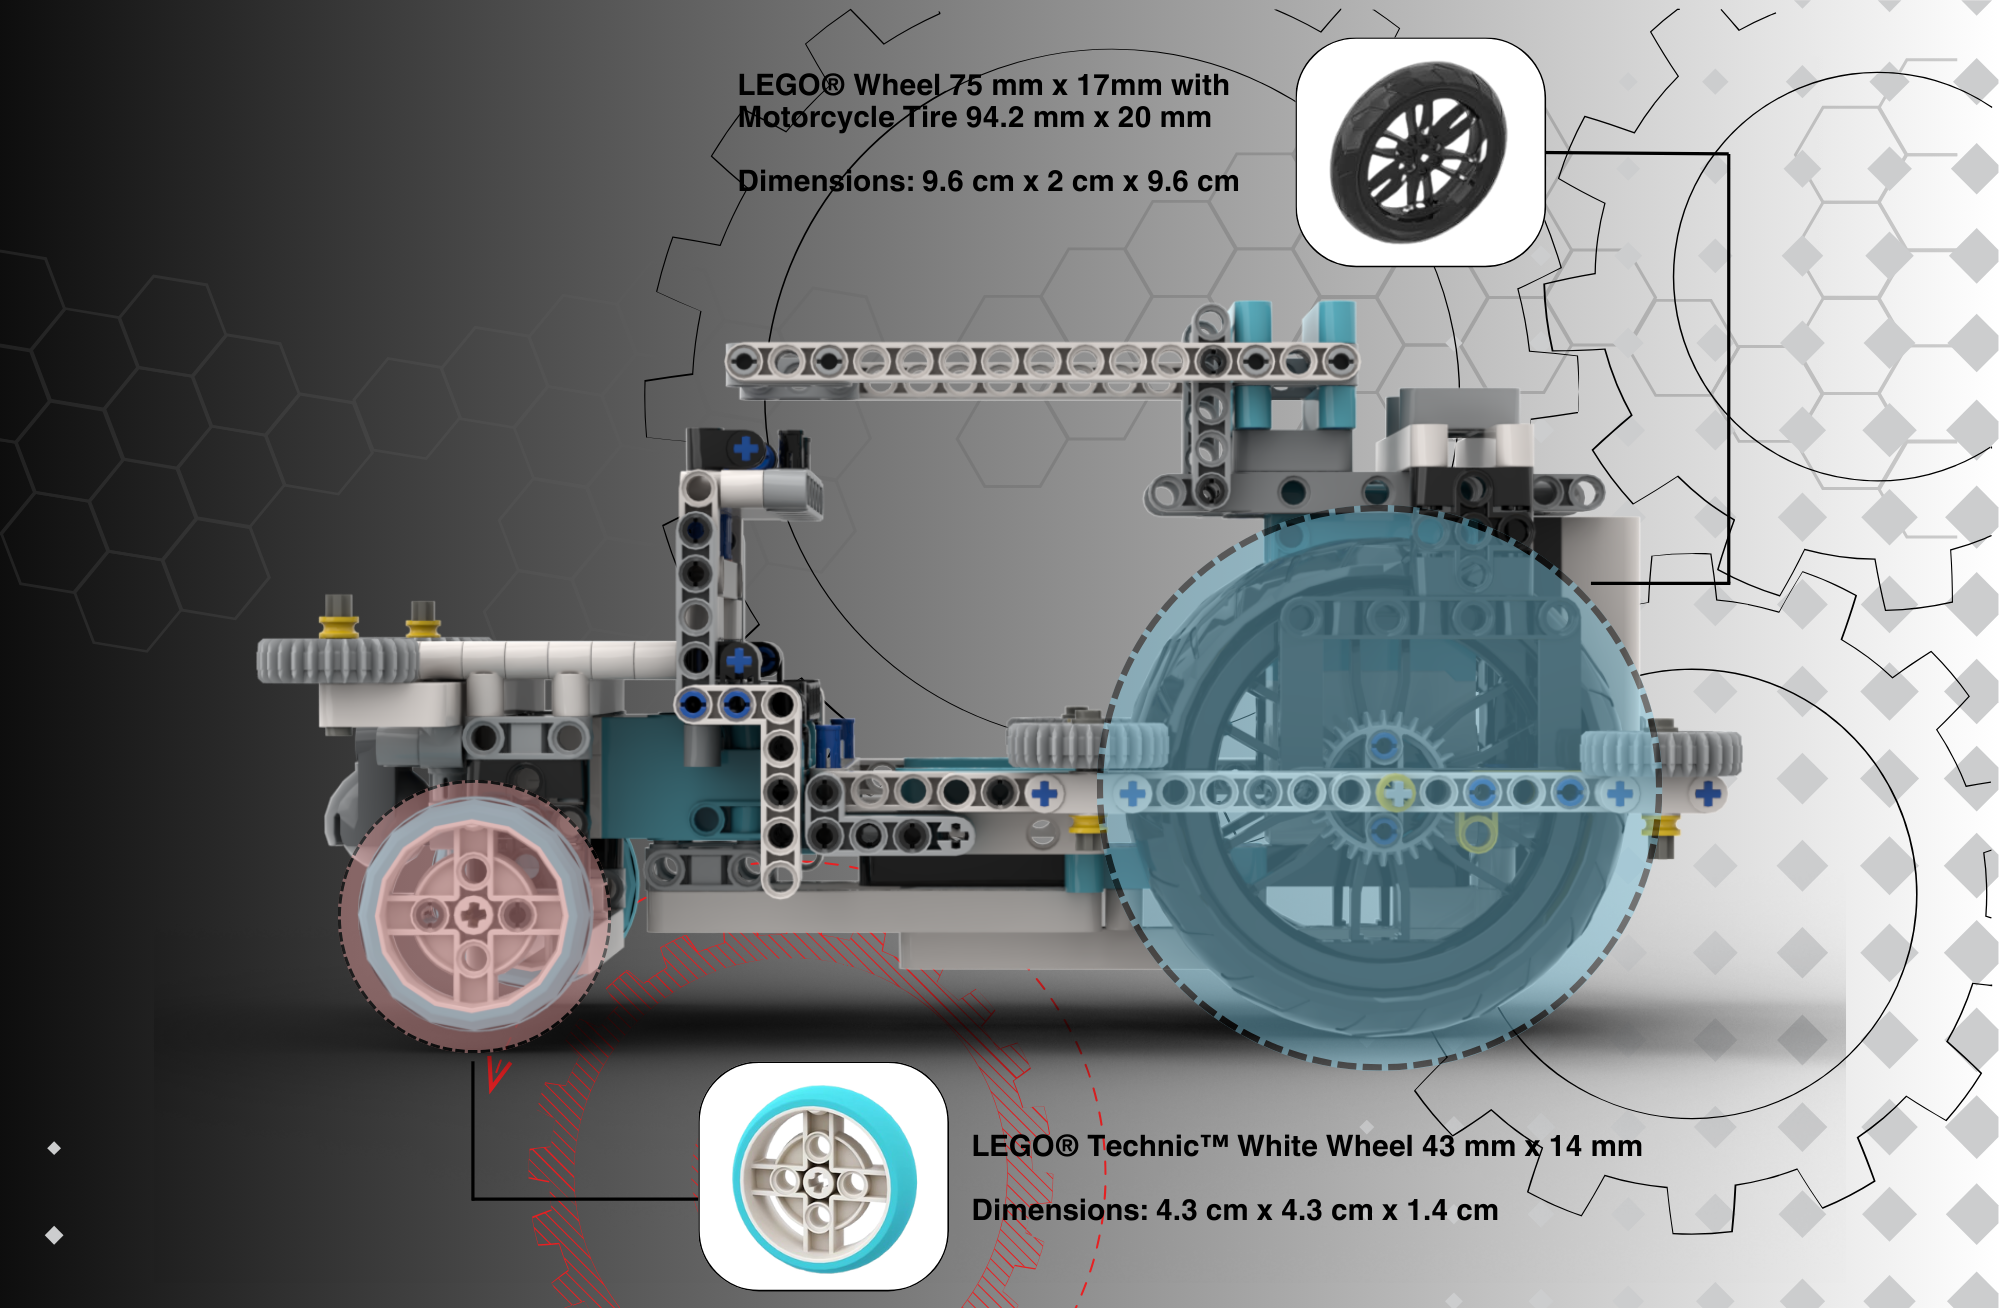 LEGO® Wheel 75 mm x 17mm with
Motorcycle Tire 94.2 mm x 20 mm
Dimensions: 9.6 cm x 2 cm x 9.6 cm
LEGO® Technic™ White Wheel 43 mm x 14 mm
Dimensions: 4.3 cm x 4.3 cm x 1.4 cm